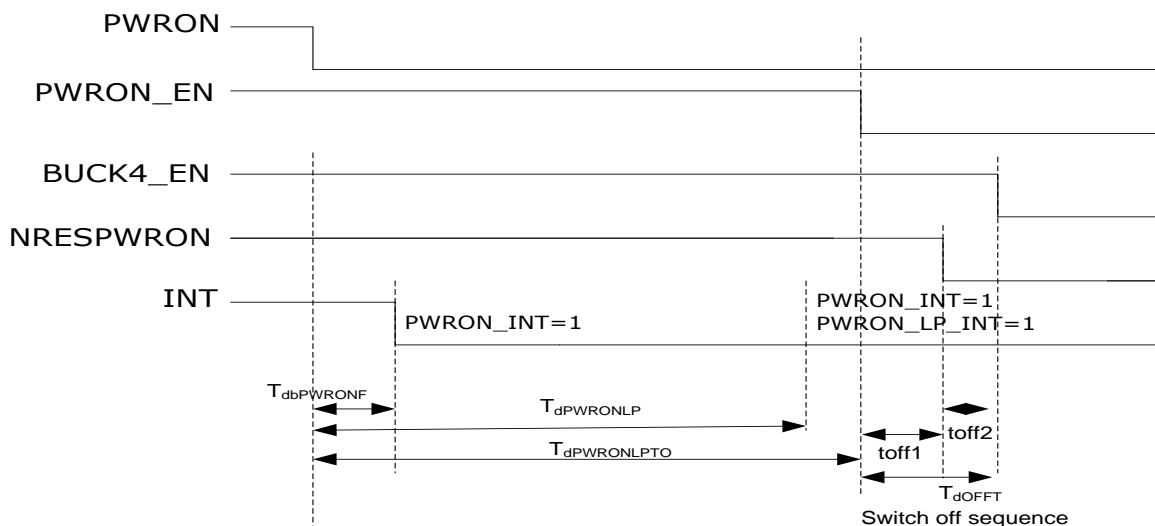 PWRON
PWRON_EN
BUCK4_EN
NRESPWRON
INT
PWRON_INT=1
PWRON_INT=1
PWRON_LP_INT=1
TdbPWRONF
TdPWRONLP
TdPWRONLPTO
toff1
toff2
TdOFFT
Switch off sequence